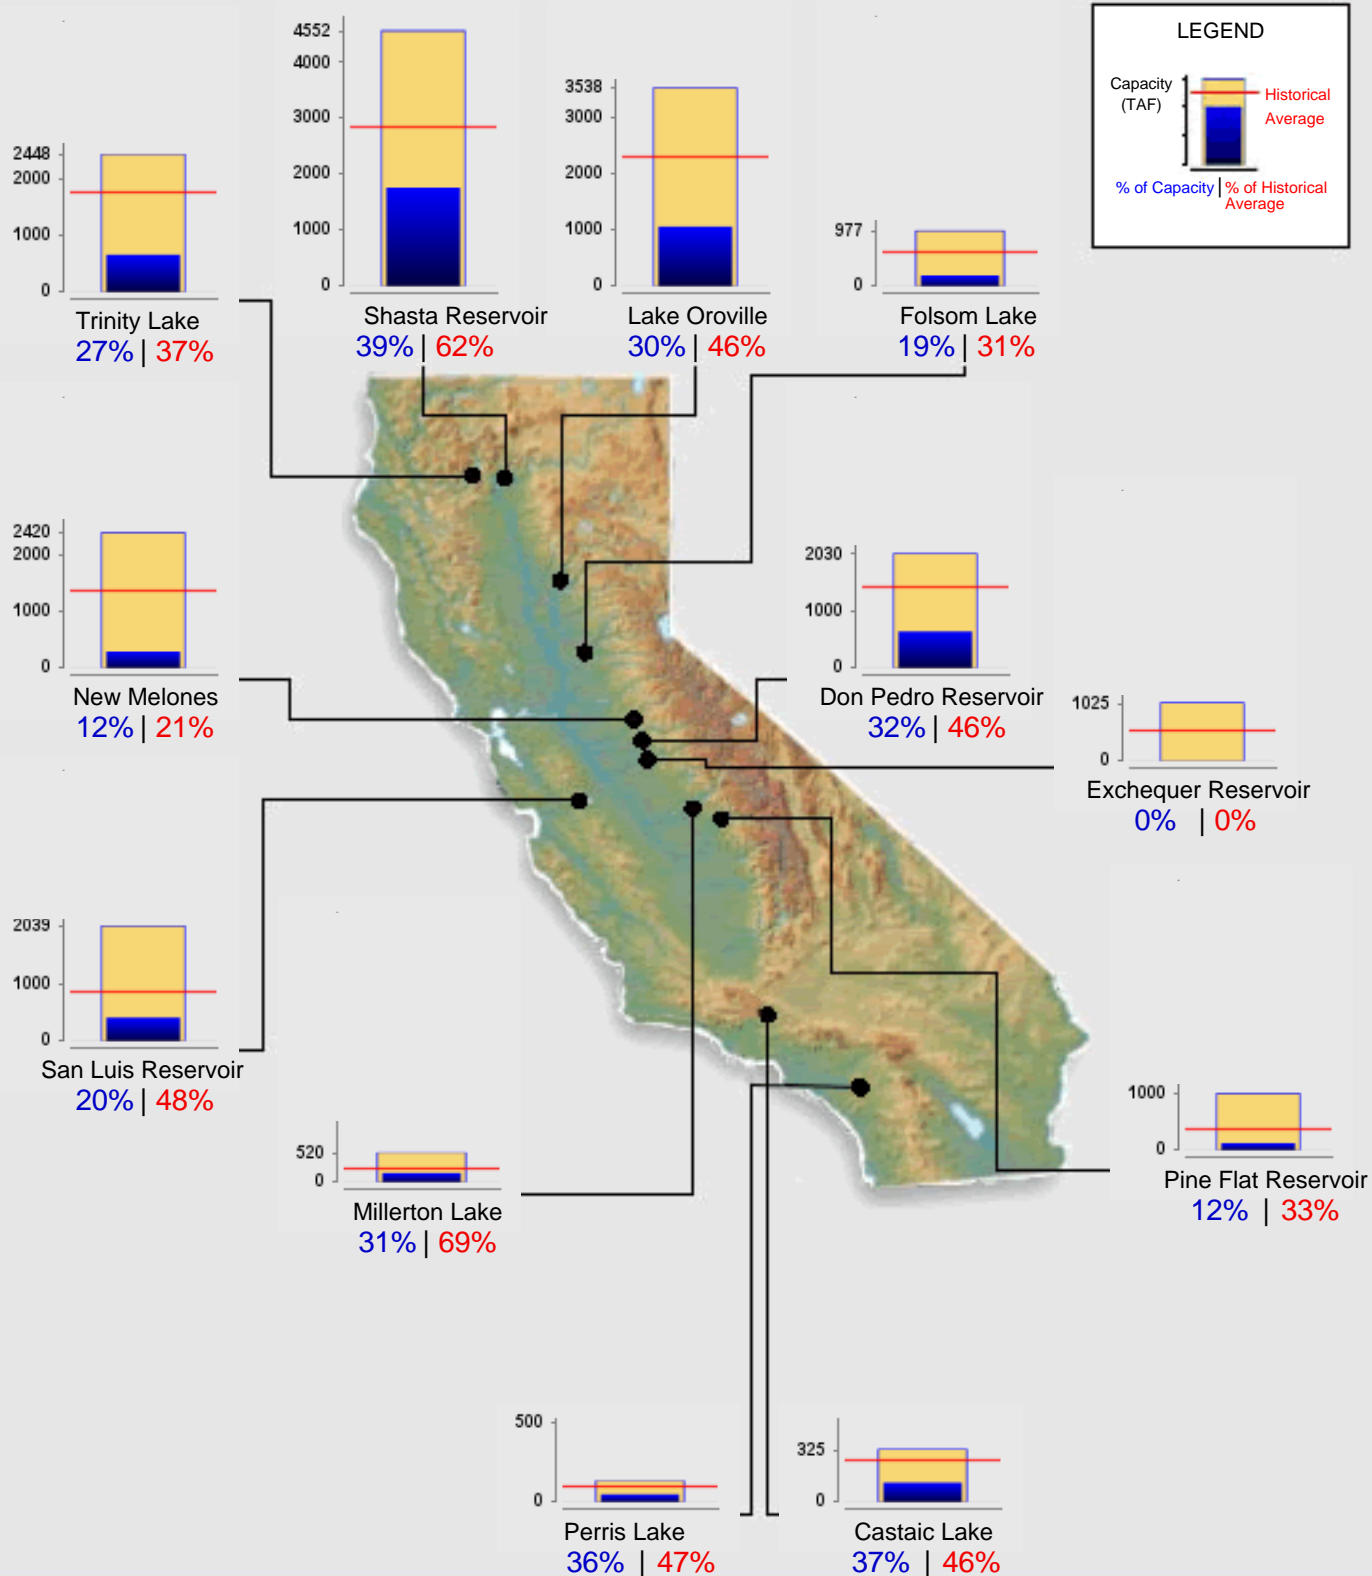 LEGEND
Capacity
(TAF)
Historical
Average
% of Capacity | % of Historical
Average
4552
4000
3000
2000
1000
0
Shasta Reservoir
39% | 62%
3538
3000
2000
1000
0
Lake Oroville
30% | 46%
2448
2000
1000
0
Trinity Lake
27% | 37%
977
0
Folsom Lake
19% | 31%
2420
2000
1000
0
New Melones
12% | 21%
2030
1000
0
Don Pedro Reservoir
32% | 46%
1025
0
Exchequer Reservoir
0% | 0%
2039
1000
0
San Luis Reservoir
20% | 48%
520
0
Millerton Lake
31% | 69%
1000
0
Pine Flat Reservoir
12% | 33%
500
0
Perris Lake
36% | 47%
325
0
Castaic Lake
37% | 46%